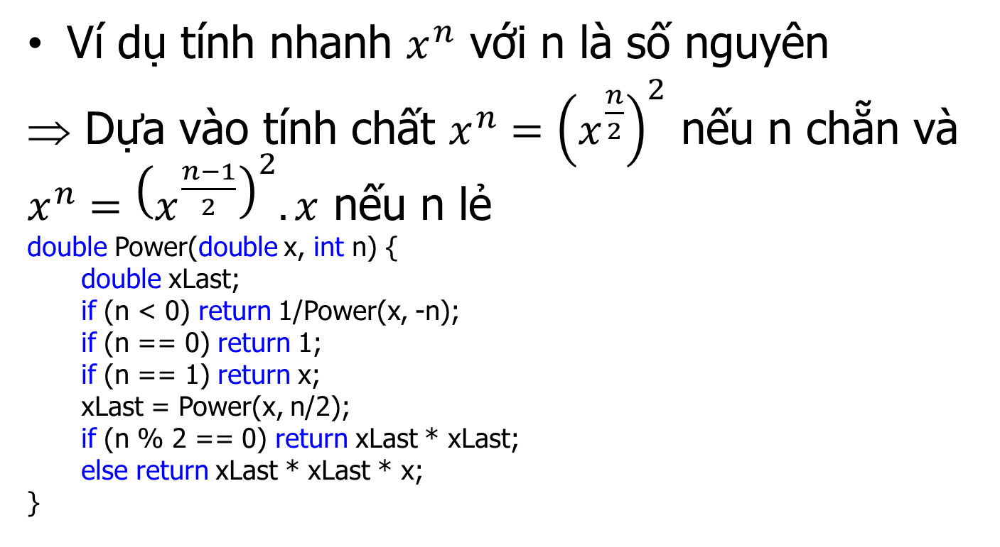 • Ví dụ tính nhanh xⁿ với n là số nguyên
⇒ Dựa vào tính chất $x^n = \left(x^{\frac{n}{2}}\right)^2$ nếu n chẵn và
$x^n = \left(x^{\frac{n-1}{2}}\right)^2 . x$ nếu n lẻ
double Power(double x, int n) {
double xLast;
if (n < 0) return 1/Power(x, -n);
if (n == 0) return 1;
if (n == 1) return x;
xLast = Power(x, n/2);
if (n % 2 == 0) return xLast * xLast;
else return xLast * xLast * x;
}